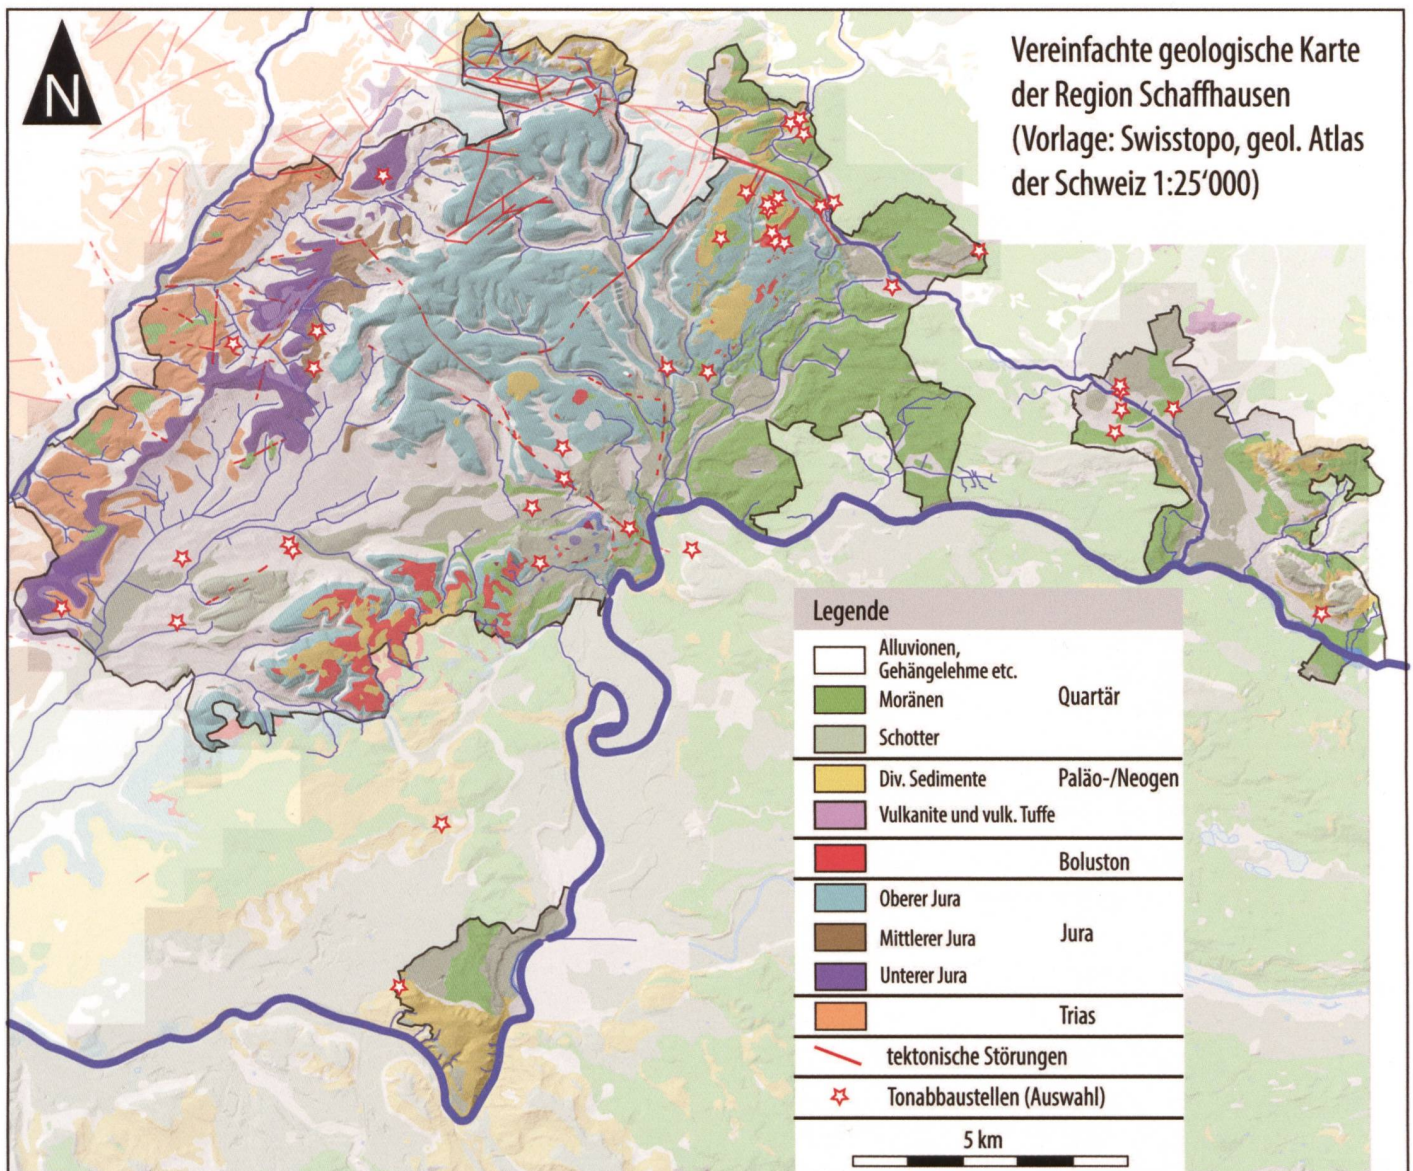 N
Vereinfachte geologische Karte
der Region Schaffhausen
(Vorlage: Swisstopo, geol. Atlas
der Schweiz 1:25‘000)
Legende
Alluvionen,
Gehängelehme etc.
Moränen
Quartär
Schotter
Div. Sedimente
Paläo-/Neogen
Vulkanite und vulk. Tuffe
Boluston
Oberer Jura
Mittlerer Jura
Jura
Unterer Jura
Trias
tektonische Störungen
Tonabbaustellen (Auswahl)
5 km